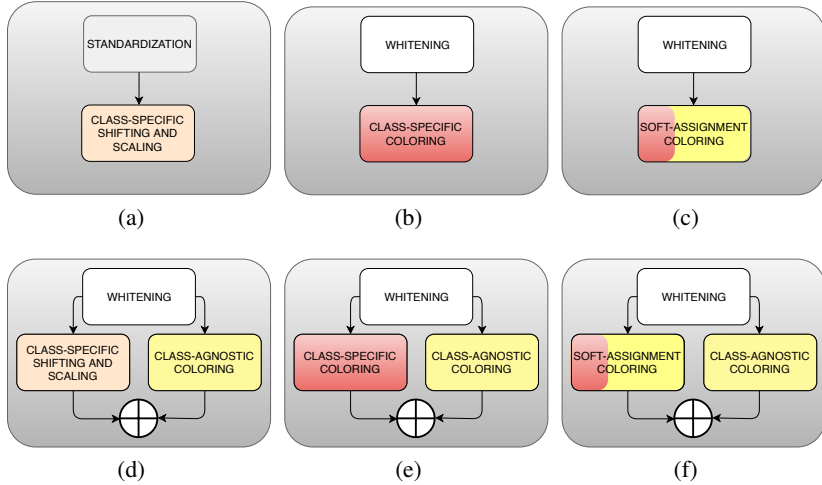 STANDARDIZATION
CLASS-SPECIFIC
SHIFTING AND
SCALING
(a)
WHITENING
CLASS-SPECIFIC
COLORING
(b)
WHITENING
SOFT-ASSIGNMENT
COLORING
(c)
WHITENING
CLASS-SPECIFIC
SHIFTING AND
SCALING
CLASS-AGNOSTIC
COLORING
(d)
WHITENING
CLASS-SPECIFIC
COLORING
CLASS-AGNOSTIC
COLORING
(e)
WHITENING
SOFT-ASSIGNMENT
COLORING
CLASS-AGNOSTIC
COLORING
(f)